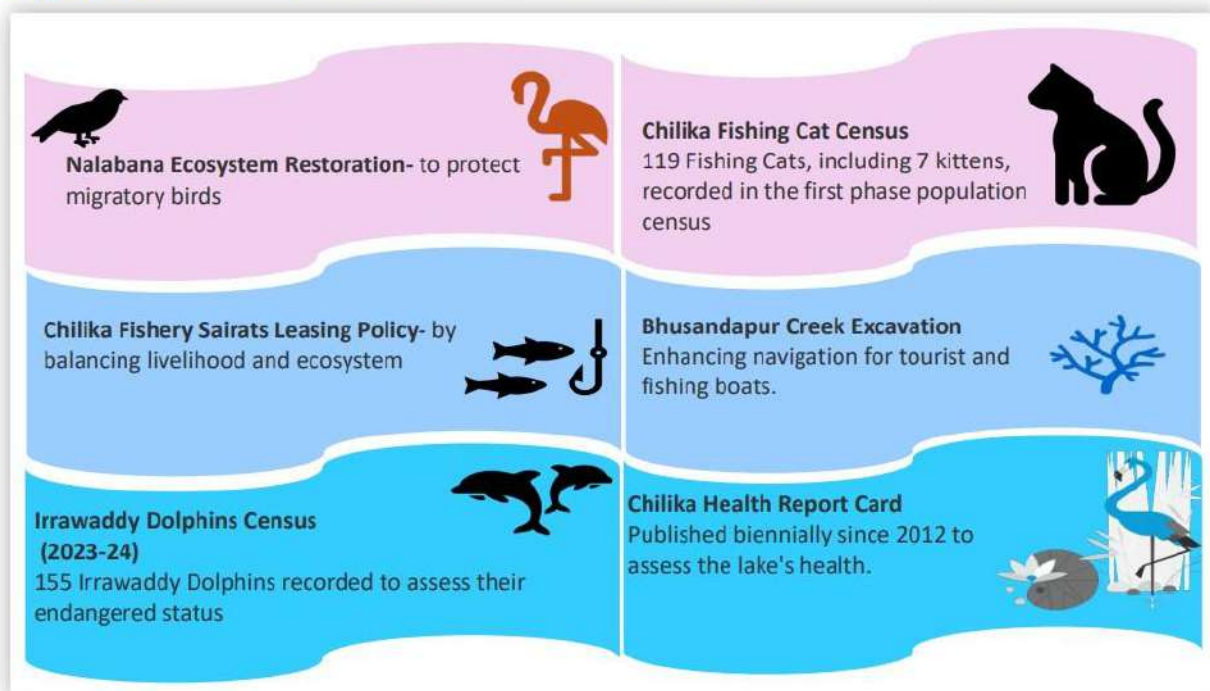 Nalabana Ecosystem Restoration- to protect
migratory birds
Chilika Fishing Cat Census
119 Fishing Cats, including 7 kittens,
recorded in the first phase population
census
Chilika Fishery Sairats Leasing Policy- by
balancing livelihood and ecosystem
Bhusandapur Creek Excavation
Enhancing navigation for tourist and
fishing boats.
Irrawaddy Dolphins Census
(2023-24)
155 Irrawaddy Dolphins recorded to assess their
endangered status
Chilika Health Report Card
Published biennially since 2012 to
assess the lake's health.